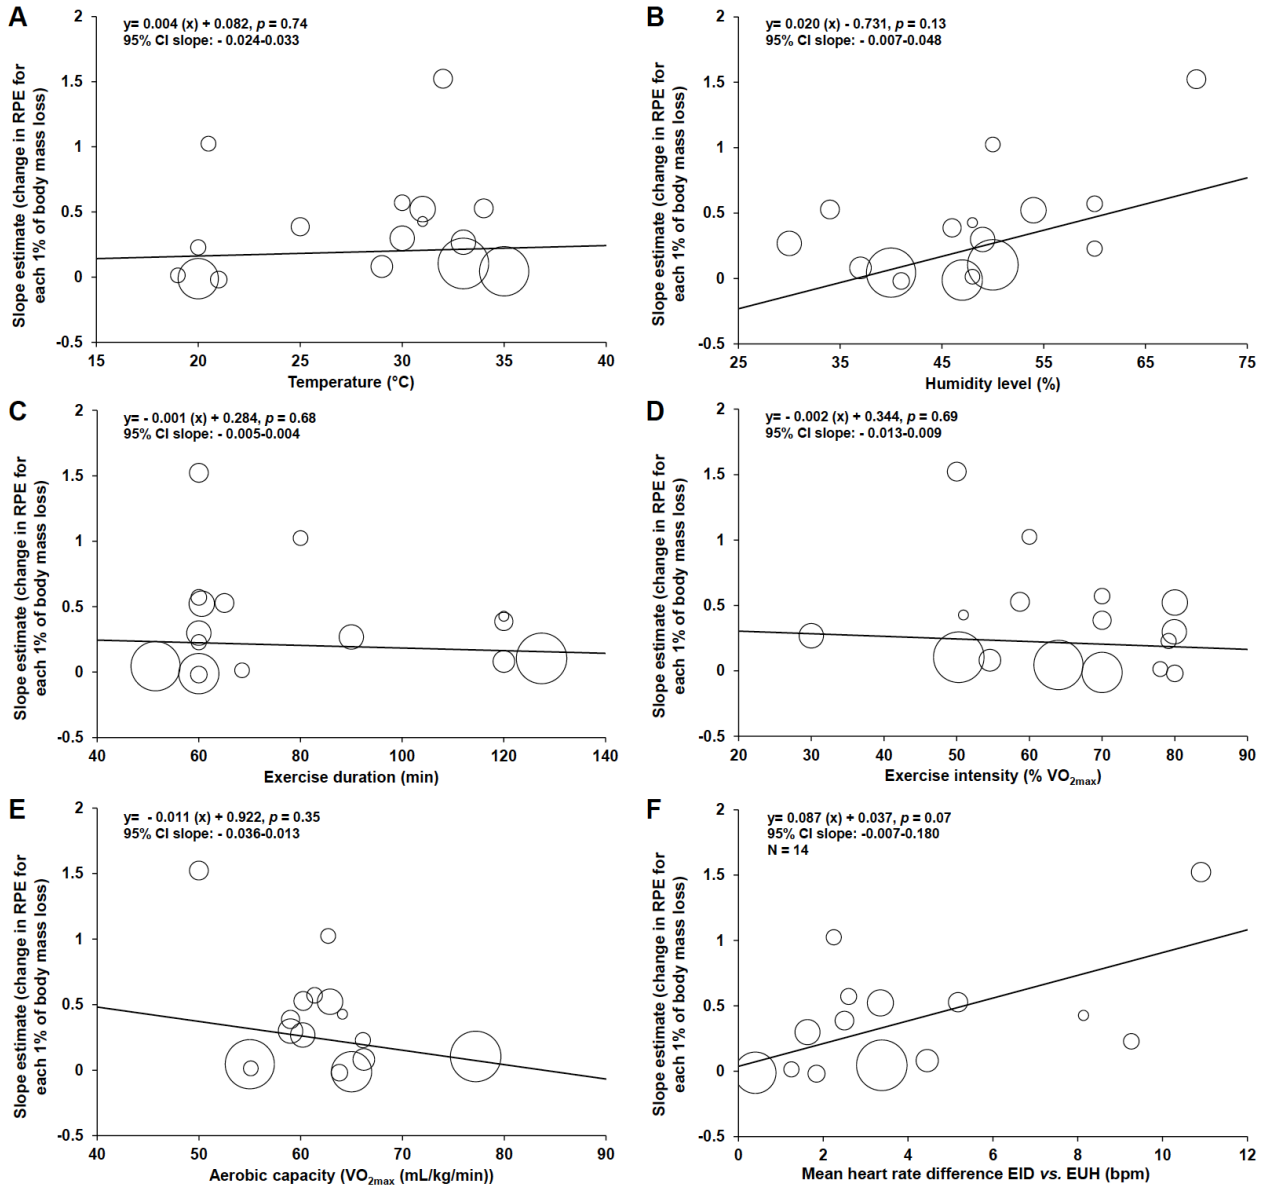 A
y= 0.004 (x) + 0.082, p = 0.74
95% CI slope: - 0.024-0.033
Slope estimate (change in RPE for
each 1% of body mass loss)
2
1.5
1
0.5
0
-0.5
15 20 25 30 35 40
Temperature (°C)
B
y= 0.020 (x) - 0.731, p = 0.13
95% CI slope: - 0.007-0.048
Slope estimate (change in RPE for
each 1% of body mass loss)
2
1.5
1
0.5
0
-0.5
25 35 45 55 65 75
Humidity level (%)
C
y= - 0.001 (x) + 0.284, p = 0.68
95% CI slope: - 0.005-0.004
Slope estimate (change in RPE for
each 1% of body mass loss)
2
1.5
1
0.5
0
-0.5
40 60 80 100 120 140
Exercise duration (min)
D
y= - 0.002 (x) + 0.344, p = 0.69
95% CI slope: - 0.013-0.009
Slope estimate (change in RPE for
each 1% of body mass loss)
2
1.5
1
0.5
0
-0.5
20 30 40 50 60 70 80 90
Exercise intensity (% VO2max)
E
y= - 0.011 (x) + 0.922, p = 0.35
95% CI slope: - 0.036-0.013
Slope estimate (change in RPE for
each 1% of body mass loss)
2
1.5
1
0.5
0
-0.5
40 50 60 70 80 90
Aerobic capacity (VO2max (mL/kg/min))
F
y= 0.087 (x) + 0.037, p = 0.07
95% CI slope: -0.007-0.180
N = 14
Slope estimate (change in RPE for
each 1% of body mass loss)
2
1.5
1
0.5
0
-0.5
0 2 4 6 8 10 12
Mean heart rate difference EID vs. EUH (bpm)